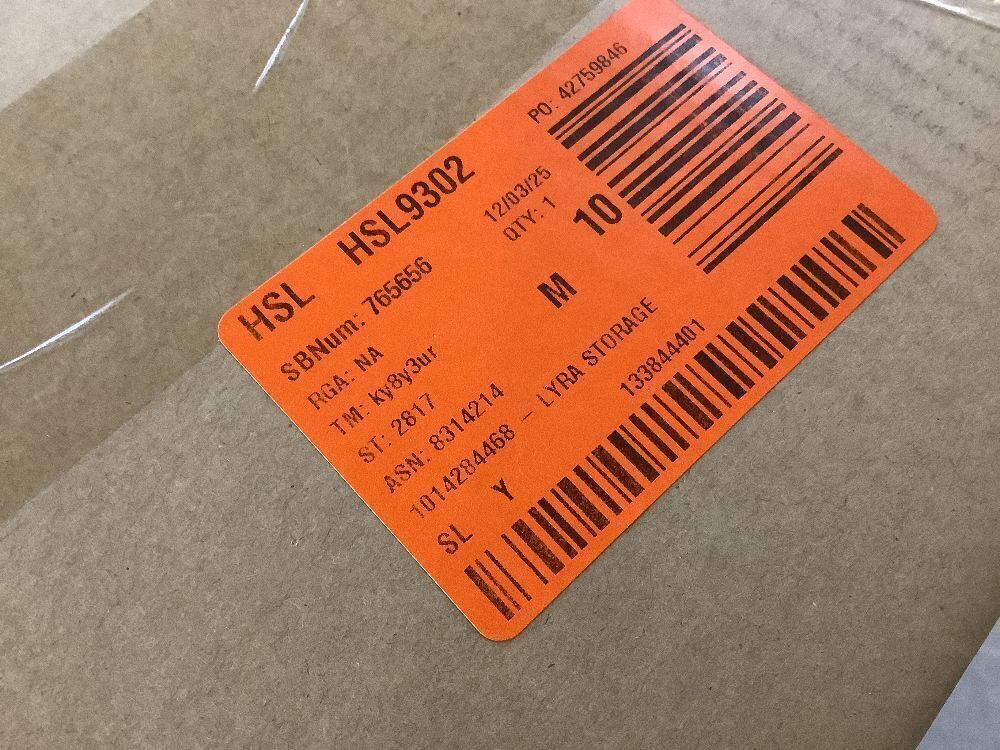 HSL HSL9302 PO: 42759846
SBNum: 765656 12/03/25
RGA: NA QTY: 1
TM: ky8y3ur 10
ST: 2817 M
ASN: 8314214
1014284468 – LYRA STORAGE
SL Y 133844401